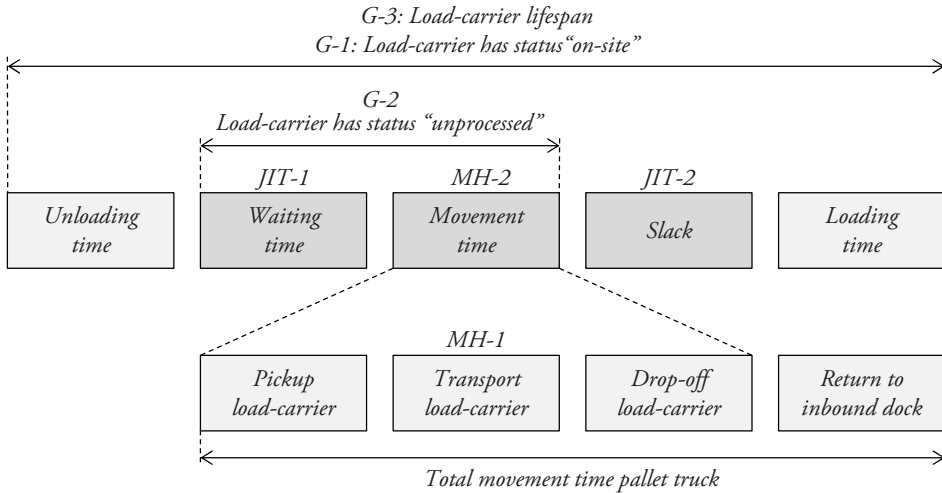 G-3: Load-carrier lifespan
G-1: Load-carrier has status“on-site”
G-2
Load-carrier has status “unprocessed”
JIT-1
MH-2
JIT-2
Unloading
time
Waiting
time
Movement
time
Slack
Loading
time
MH-1
Pickup
load-carrier
Transport
load-carrier
Drop-off
load-carrier
Return to
inbound dock
Total movement time pallet truck